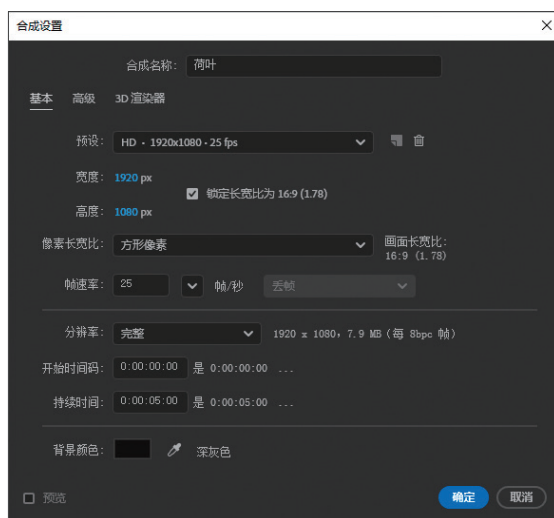 合成设置
合成名称： 荷叶
基本 高级 3D 渲染器
预设： HD • 1920x1080 • 25 fps
宽度： 1920 px
锁定长宽比为 16:9 (1.78)
高度： 1080 px
像素长宽比： 方形像素 画面长宽比：
16:9 (1.78)
帧速率： 25 帧/秒 丢帧
分辨率： 完整 1920 x 1080，7.9 MB（每 8bpc 帧）
开始时间码： 0:00:00:00 是 0:00:00:00 ...
持续时间： 0:00:05:00 是 0:00:05:00 ...
背景颜色： 深灰色
预览 确定 取消